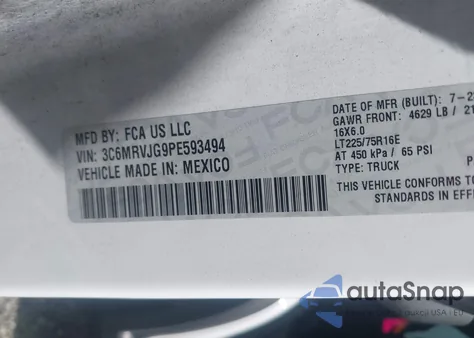 MFD BY: FCA US LLC
VIN: 3C6MRVJG9PE593494
VEHICLE MADE IN: MEXICO
DATE OF MFR (BUILT): 7-2
GAWR FRONT: 4629 LB / 21
16X6.0
LT225/75R16E
AT 450 kPa / 65 PSI
TYPE: TRUCK
THIS VEHICLE CONFORMS TO
STANDARDS IN EFFE
autoSnap